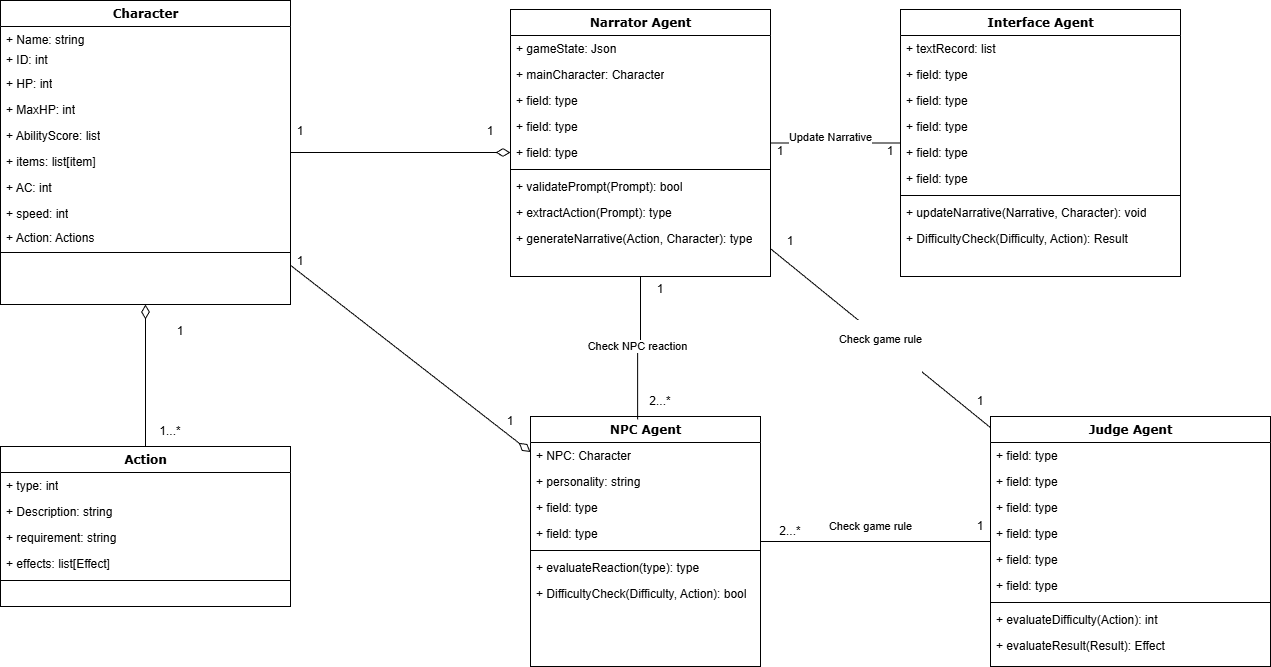 Character
+ Name: string
+ ID: int
+ HP: int
+ MaxHP: int
+ AbilityScore: list
+ items: list[item]
+ AC: int
+ speed: int
+ Action: Actions
Narrator Agent
+ gameState: Json
+ mainCharacter: Character
+ field: type
+ field: type
+ field: type
+ validatePrompt(Prompt): bool
+ extractAction(Prompt): type
+ generateNarrative(Action, Character): type
Interface Agent
+ textRecord: list
+ field: type
+ field: type
+ field: type
+ field: type
+ field: type
+ updateNarrative(Narrative, Character): void
+ DifficultyCheck(Difficulty, Action): Result
1
1
Update Narrative
1
1
1
1
1
Check game rule
1
Check NPC reaction
2...*
1
1
1...*
Action
+ type: int
+ Description: string
+ requirement: string
+ effects: list[Effect]
NPC Agent
+ NPC: Character
+ personality: string
+ field: type
+ field: type
+ evaluateReaction(type): type
+ DifficultyCheck(Difficulty, Action): bool
2...*
Check game rule
1
Judge Agent
+ field: type
+ field: type
+ field: type
+ field: type
+ field: type
+ field: type
+ evaluateDifficulty(Action): int
+ evaluateResult(Result): Effect